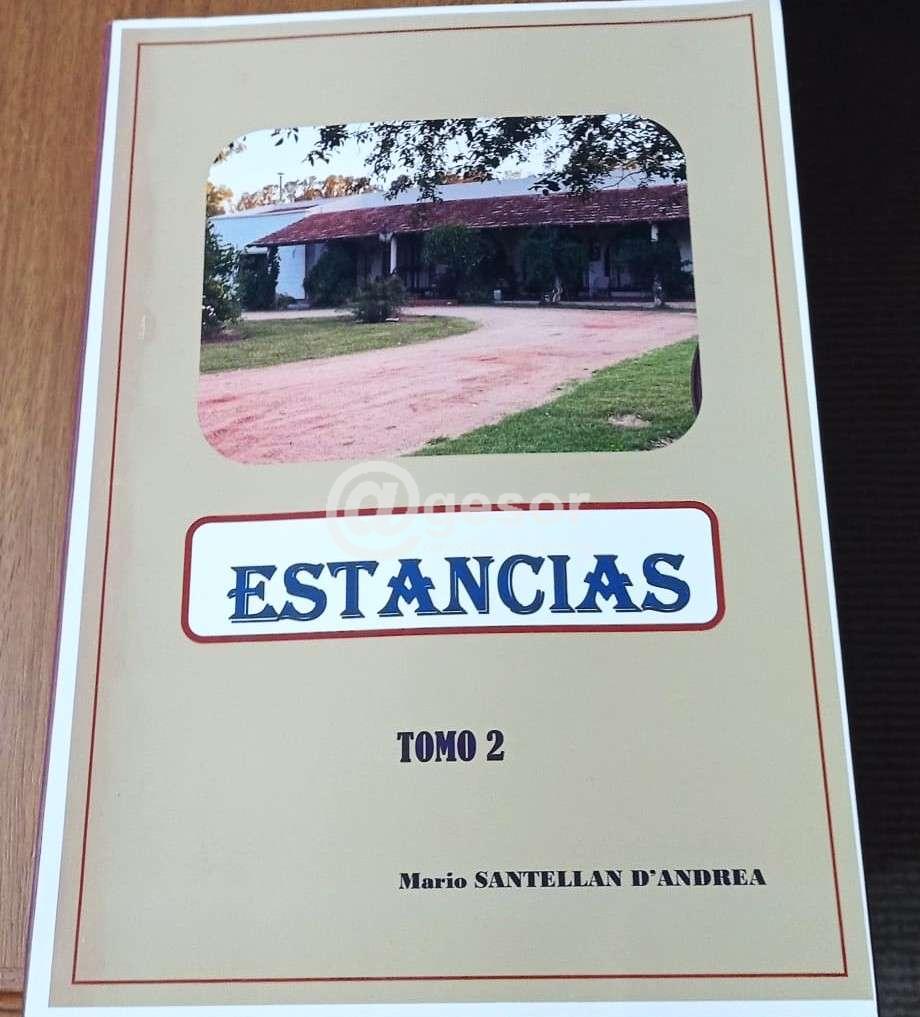 @gesor
ESTANCIAS
TOMO 2
Mario SANTELLAN D'ANDREA